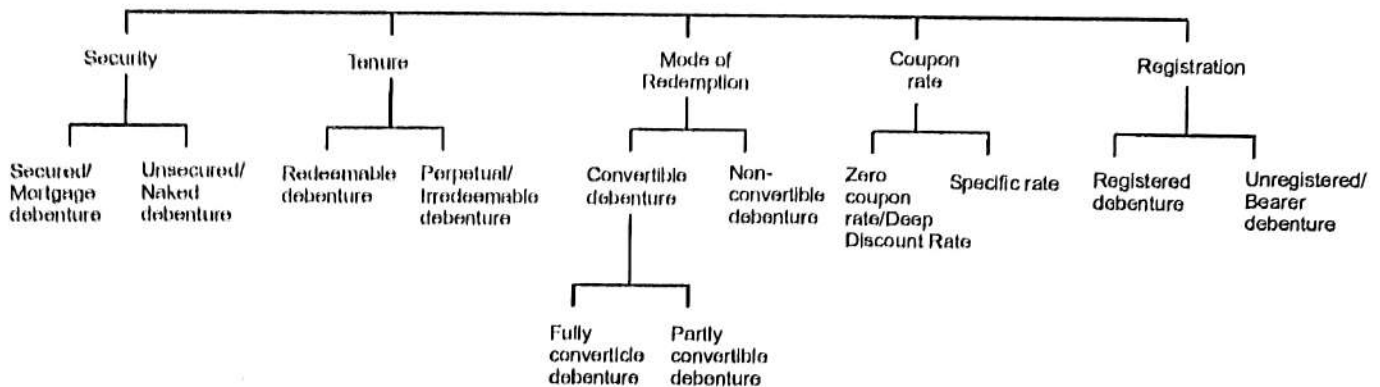 Security
Tenure
Mode of
Redemption
Coupon
rate
Registration
Secured/
Mortgage
debenture
Unsecured/
Naked
debenture
Redeemable
debenture
Perpetual/
Irredeemable
debenture
Convertible
debenture
Non-
convertible
debenture
Zero
coupon
rate/Deep
Discount Rate
Specific rate
Registered
debenture
Unregistered/
Bearer
debenture
Fully
converticle
debenture
Partly
convertible
debenture